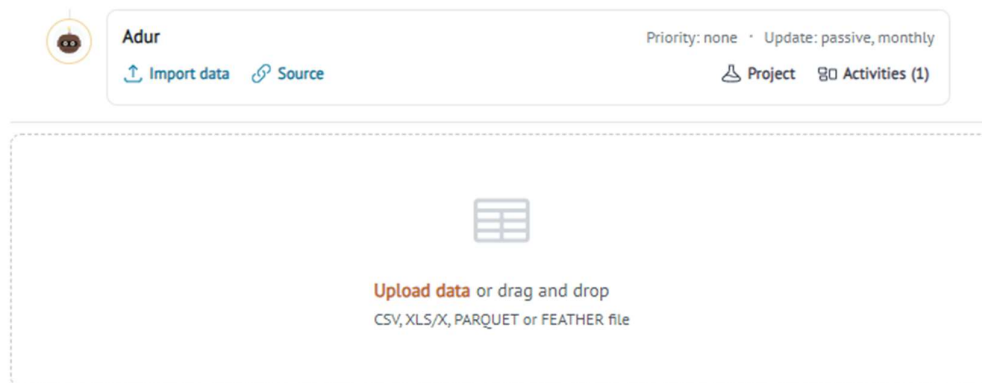 Adur
Priority: none · Update: passive, monthly
Import data Source
Project Activities (1)
Upload data or drag and drop
CSV, XLS/X, PARQUET or FEATHER file